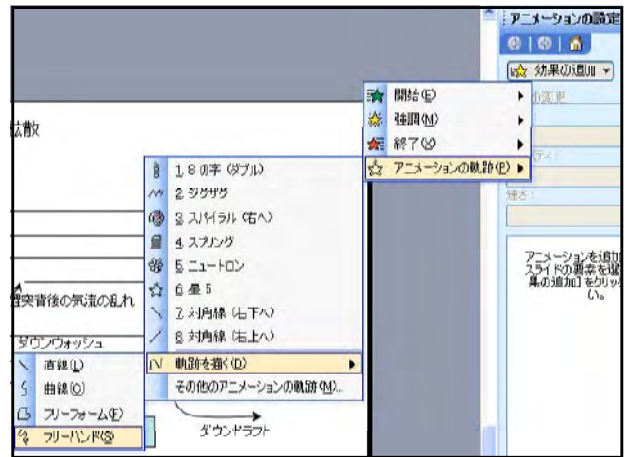 アニメーションの設定
効果の追加
の変更
速さ:
アニメーションを追加
スライドの要素を選
果の追加] をクリック
い。
開始(E)
強調(M)
終了(X)
アニメーションの軌跡(P)
1 8の字 (ダブル)
2 ジグザグ
3 スパイラル (右へ)
4 スプリング
5 ニュートロン
6 星 5
7 対角線 (右下へ)
8 対角線 (右上へ)
軌跡を描く(D)
その他のアニメーションの軌跡(M)...
直線(L)
曲線(O)
フリーフォーム(F)
フリーハンド(S)
拡散
突背後の気流の乱れ
ダウンウォッシュ
ダウンドラフト